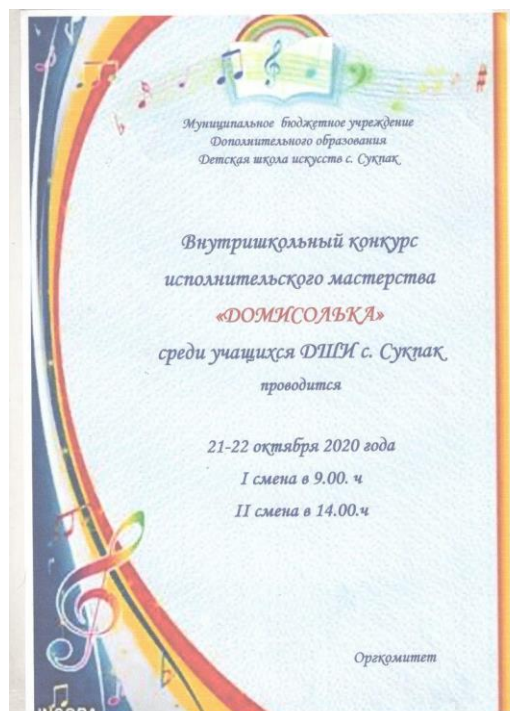 Муниципальное бюджетное учреждение
Дополнительного образования
Детская школа искусств с. Сукпак
Внутришкольный конкурс
исполнительского мастерства
«ДОМИСОЛЬКА»
среди учащихся ДШИ с. Сукпак
проводится
21-22 октября 2020 года
I смена в 9.00. ч
II смена в 14.00.ч
Оргкомитет